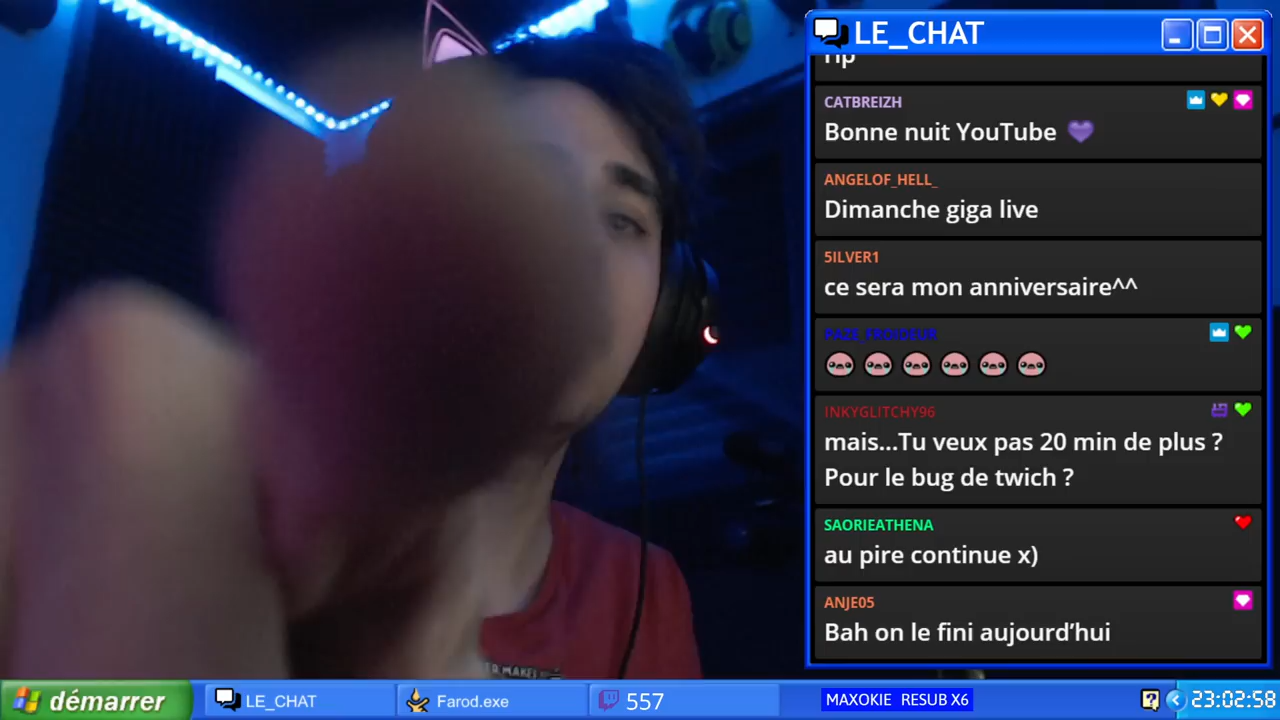 LE_CHAT
rip
CATBREIZH
Bonne nuit YouTube
ANGELOF_HELL_
Dimanche giga live
5ILVER1
ce sera mon anniversaire^^
INKYGLITCHY96
mais...Tu veux pas 20 min de plus ?
Pour le bug de twich ?
SAORIEATHENA
au pire continue x)
ANJE05
Bah on le fini aujourd’hui
démarrer
LE_CHAT
Farod.exe
557
MAXOKIE RESUB X6
23:02:58